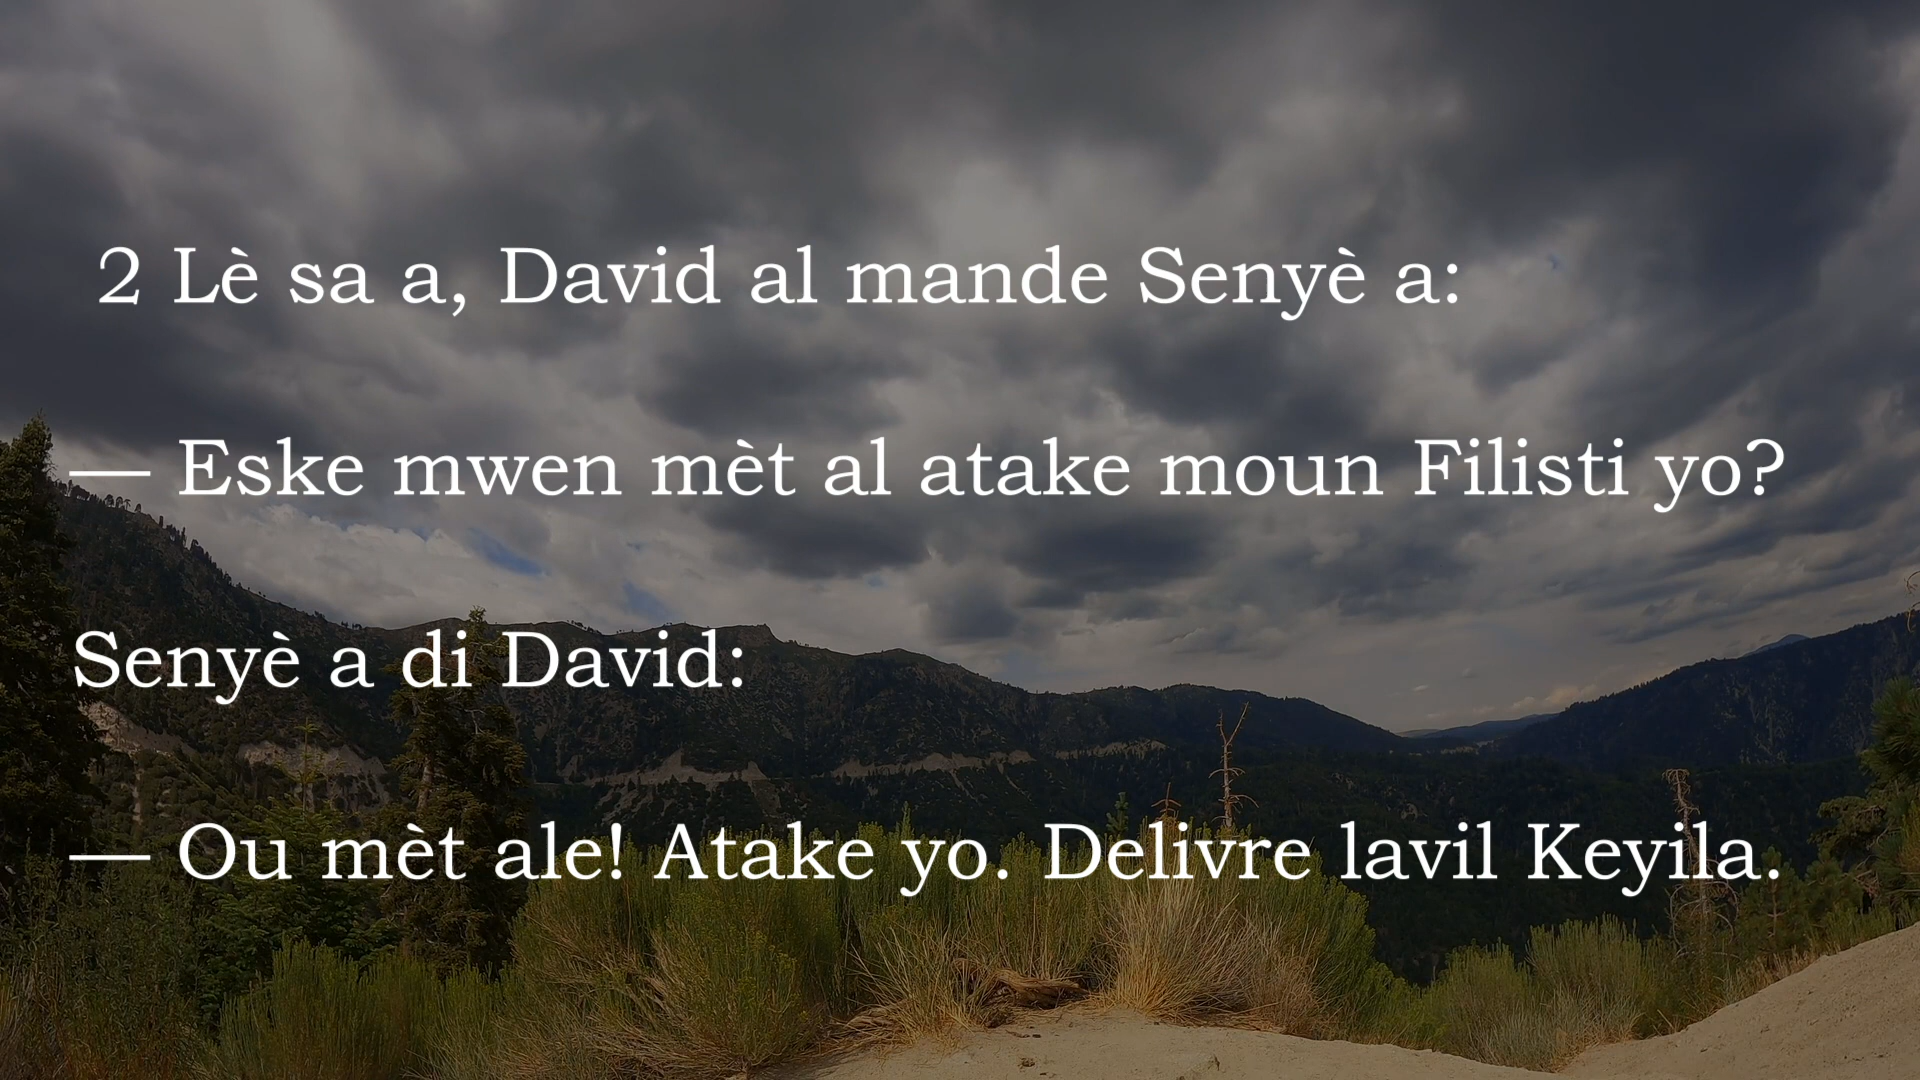 2 Lè sa a, David al mande Senyè a:
— Eske mwen mèt al atake moun Filisti yo?
Senyè a di David:
— Ou mèt ale! Atake yo. Delivre lavil Keyila.